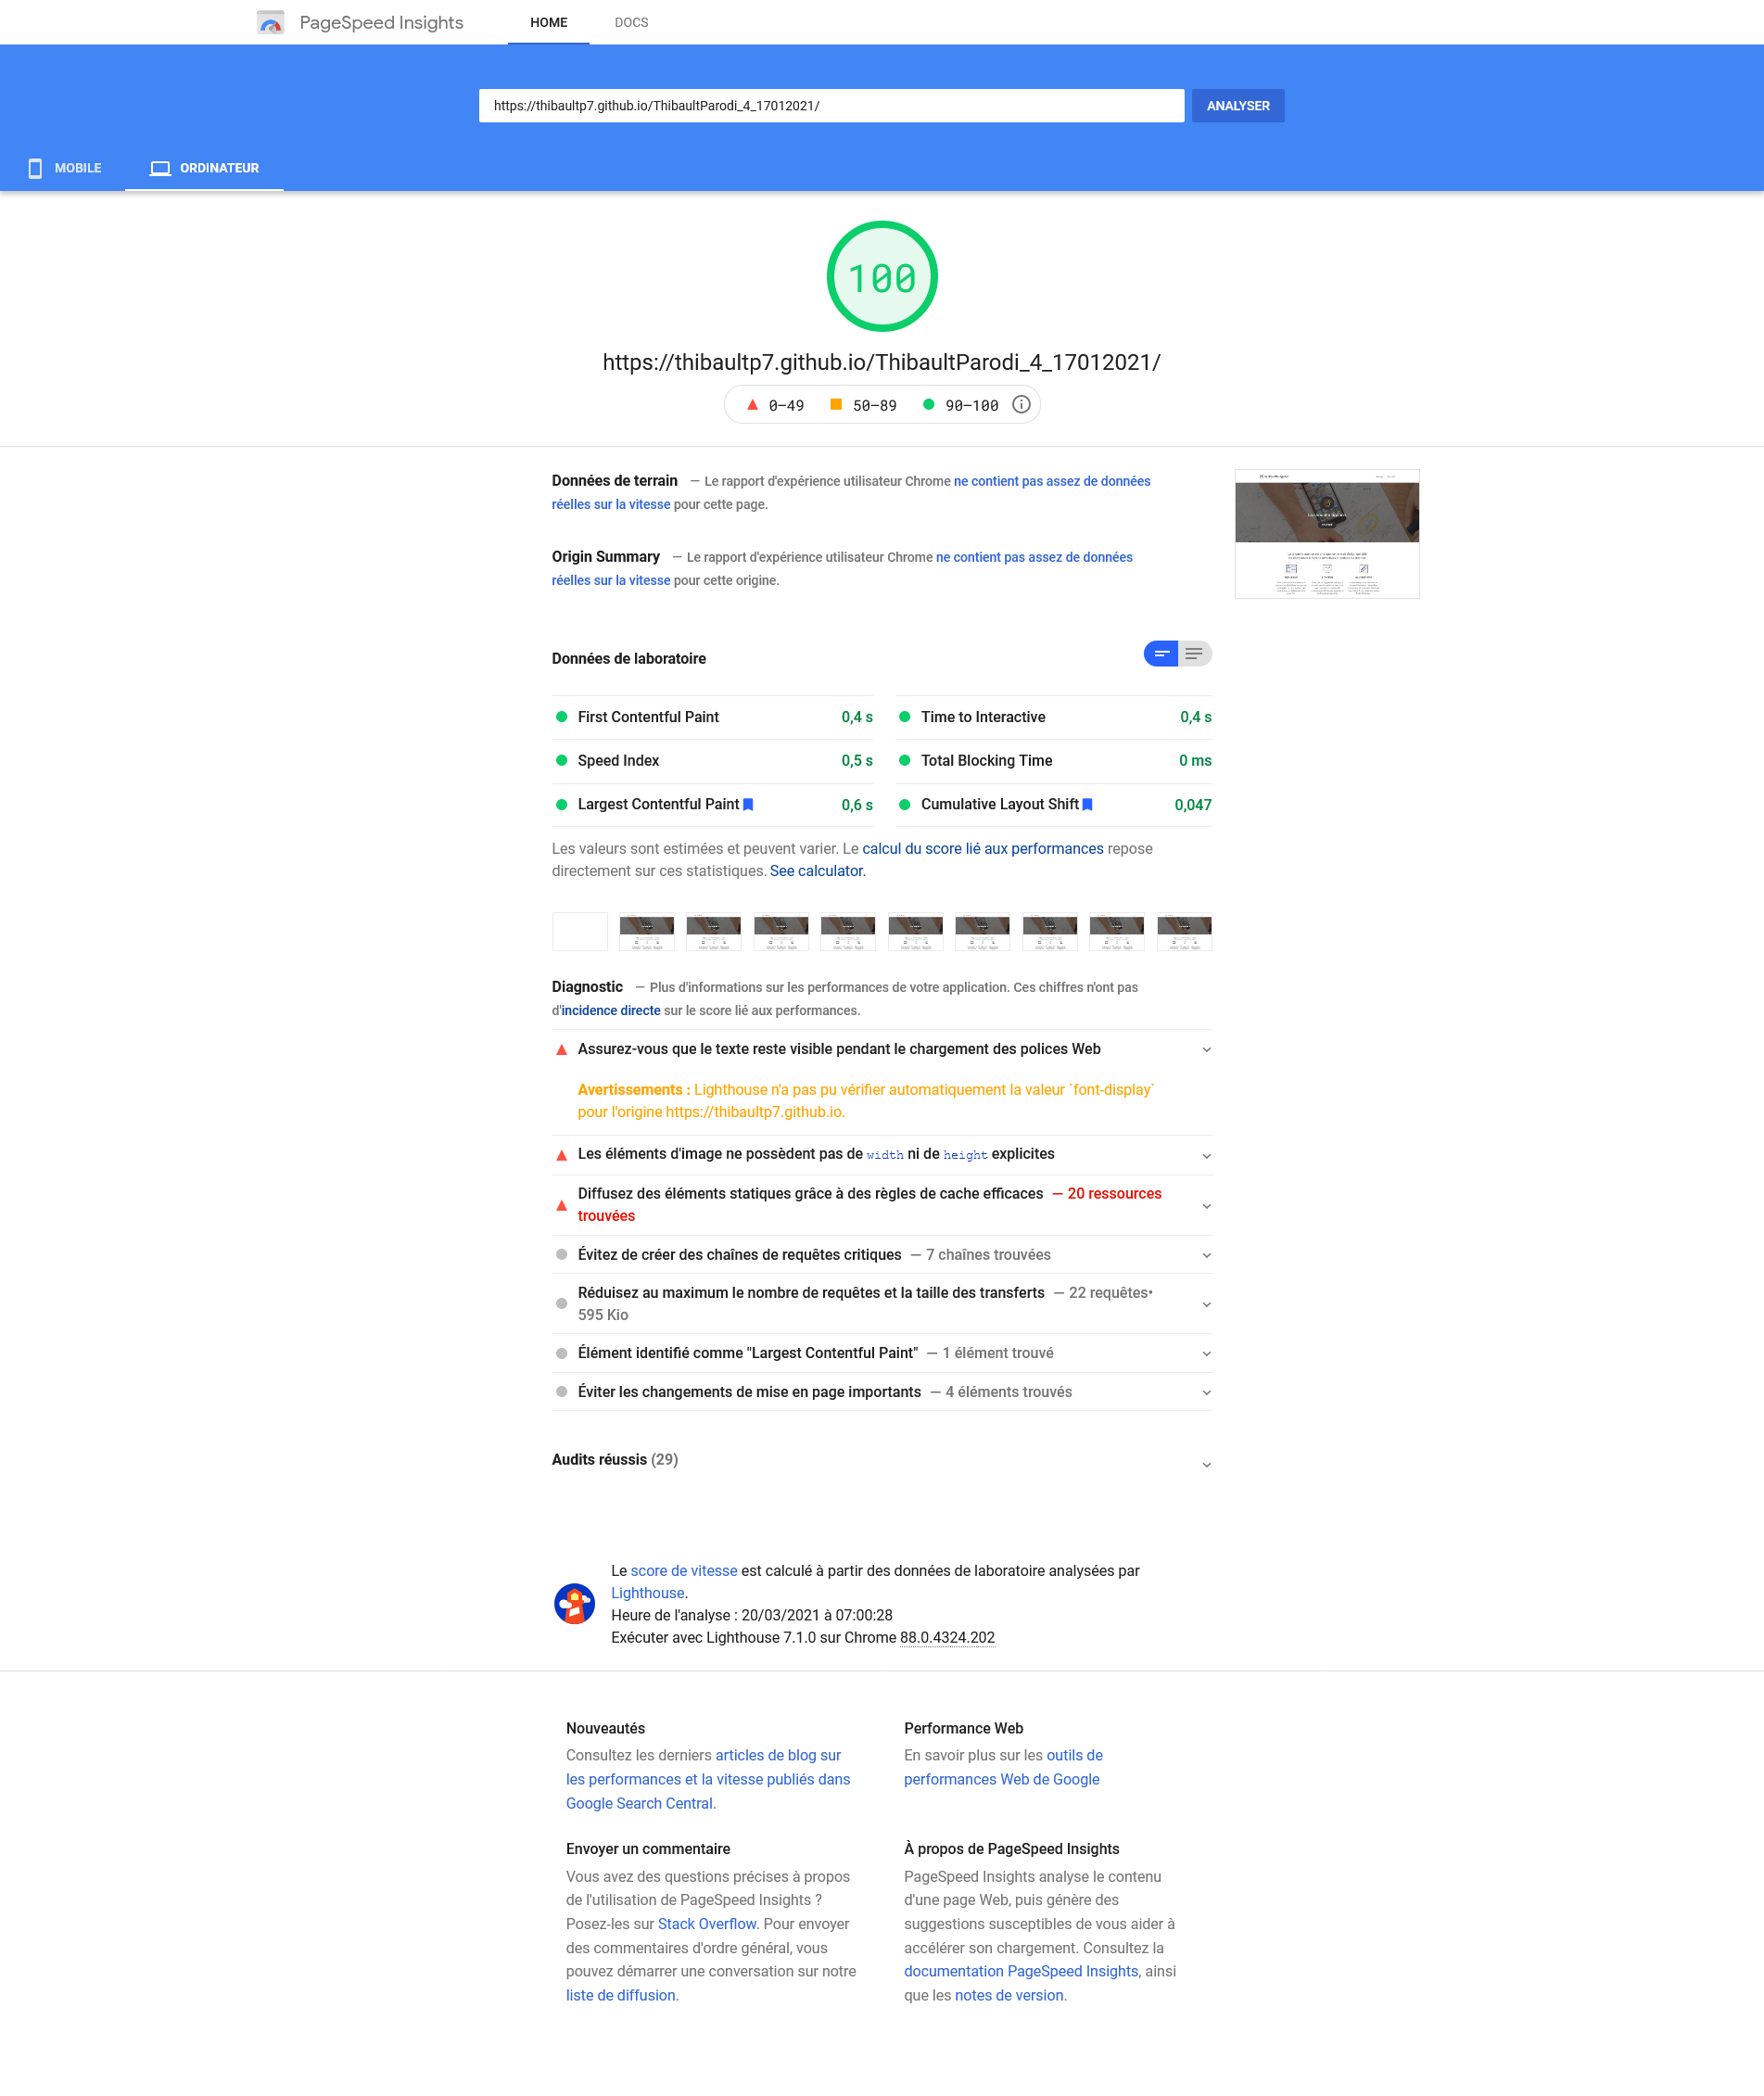 PageSpeed Insights
HOME
DOCS
https://thibaultp7.github.io/ThibaultParodi_4_17012021/
ANALYSER
MOBILE
ORDINATEUR
100
https://thibaultp7.github.io/ThibaultParodi_4_17012021/
0–49 50–89 90–100
Données de terrain — Le rapport d'expérience utilisateur Chrome ne contient pas assez de données
réelles sur la vitesse pour cette page.
Origin Summary — Le rapport d'expérience utilisateur Chrome ne contient pas assez de données
réelles sur la vitesse pour cette origine.
Données de laboratoire
First Contentful Paint 0,4 s
Time to Interactive 0,4 s
Speed Index 0,5 s
Total Blocking Time 0 ms
Largest Contentful Paint 0,6 s
Cumulative Layout Shift 0,047
Les valeurs sont estimées et peuvent varier. Le calcul du score lié aux performances repose
directement sur ces statistiques. See calculator.
Diagnostic — Plus d'informations sur les performances de votre application. Ces chiffres n'ont pas
d'incidence directe sur le score lié aux performances.
Assurez-vous que le texte reste visible pendant le chargement des polices Web
Avertissements : Lighthouse n'a pas pu vérifier automatiquement la valeur `font-display`
pour l'origine https://thibaultp7.github.io.
Les éléments d'image ne possèdent pas de width ni de height explicites
Diffusez des éléments statiques grâce à des règles de cache efficaces — 20 ressources
trouvées
Évitez de créer des chaînes de requêtes critiques — 7 chaînes trouvées
Réduisez au maximum le nombre de requêtes et la taille des transferts — 22 requêtes•
595 Kio
Élément identifié comme "Largest Contentful Paint" — 1 élément trouvé
Éviter les changements de mise en page importants — 4 éléments trouvés
Audits réussis (29)
Le score de vitesse est calculé à partir des données de laboratoire analysées par
Lighthouse.
Heure de l'analyse : 20/03/2021 à 07:00:28
Exécuter avec Lighthouse 7.1.0 sur Chrome 88.0.4324.202
Nouveautés
Consultez les derniers articles de blog sur
les performances et la vitesse publiés dans
Google Search Central.
Performance Web
En savoir plus sur les outils de
performances Web de Google
Envoyer un commentaire
Vous avez des questions précises à propos
de l'utilisation de PageSpeed Insights ?
Posez-les sur Stack Overflow. Pour envoyer
des commentaires d'ordre général, vous
pouvez démarrer une conversation sur notre
liste de diffusion.
À propos de PageSpeed Insights
PageSpeed Insights analyse le contenu
d'une page Web, puis génère des
suggestions susceptibles de vous aider à
accélérer son chargement. Consultez la
documentation PageSpeed Insights, ainsi
que les notes de version.